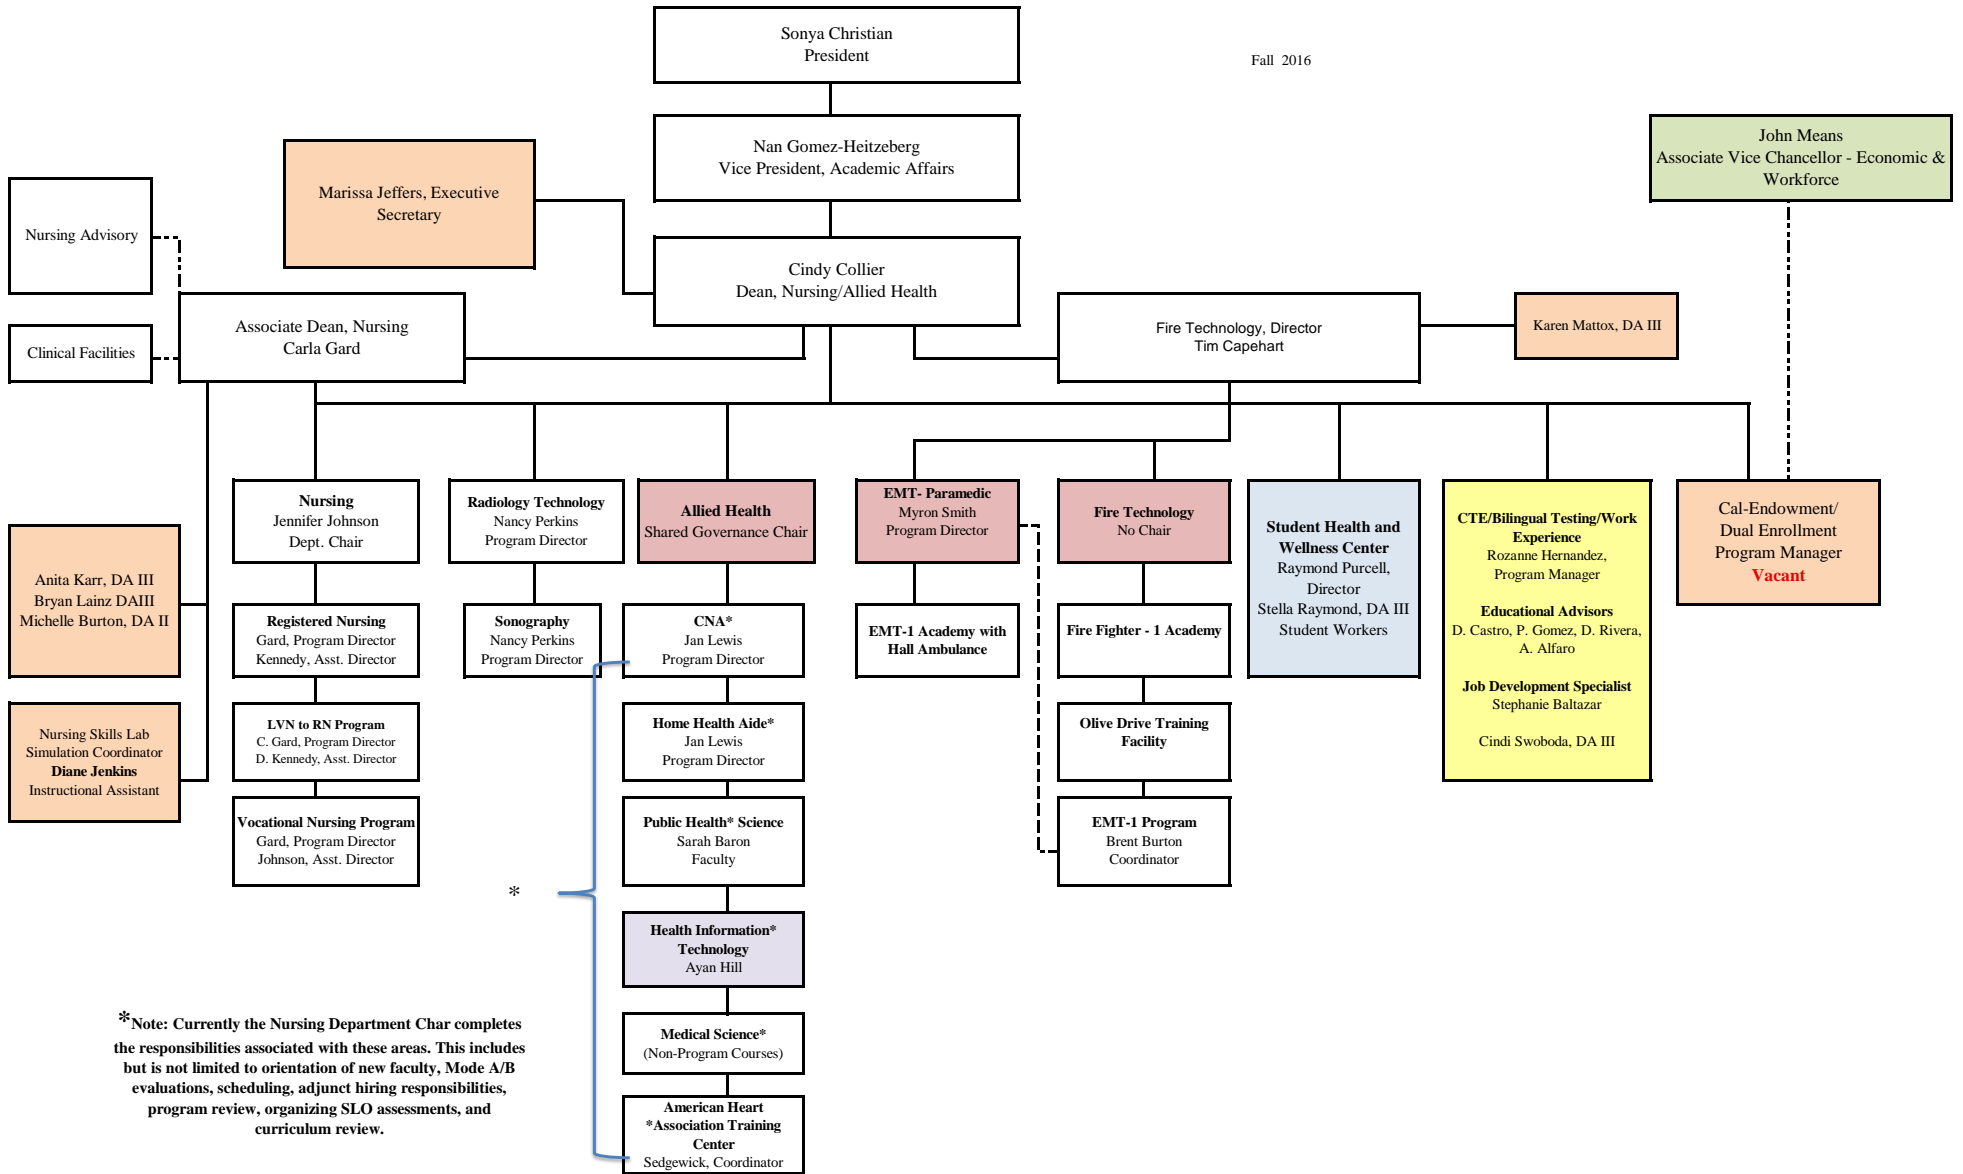 Sonya Christian
President
Fall 2016
Nan Gomez-Heitzeberg
Vice President, Academic Affairs
John Means
Associate Vice Chancellor - Economic &
Workforce
Marissa Jeffers, Executive
Secretary
Nursing Advisory
Cindy Collier
Dean, Nursing/Allied Health
Associate Dean, Nursing
Carla Gard
Clinical Facilities
Fire Technology, Director
Tim Capehart
Karen Mattox, DA III
Anita Karr, DA III
Bryan Lainz DAIII
Michelle Burton, DA II
Nursing Skills Lab
Simulation Coordinator
Diane Jenkins
Instructional Assistant
Nursing
Jennifer Johnson
Dept. Chair
Registered Nursing
Gard, Program Director
Kennedy, Asst. Director
LVN to RN Program
C. Gard, Program Director
D. Kennedy, Asst. Director
Vocational Nursing Program
Gard, Program Director
Johnson, Asst. Director
Radiology Technology
Nancy Perkins
Program Director
Sonography
Nancy Perkins
Program Director
Allied Health
Shared Governance Chair
CNA*
Jan Lewis
Program Director
Home Health Aide*
Jan Lewis
Program Director
Public Health* Science
Sarah Baron
Faculty
Health Information*
Technology
Ayan Hill
Medical Science*
(Non-Program Courses)
American Heart
*Association Training
Center
Sedgewick, Coordinator
EMT- Paramedic
Myron Smith
Program Director
EMT-1 Academy with
Hall Ambulance
Fire Technology
No Chair
Fire Fighter - 1 Academy
Olive Drive Training
Facility
EMT-1 Program
Brent Burton
Coordinator
Student Health and
Wellness Center
Raymond Purcell,
Director
Stella Raymond, DA III
Student Workers
CTE/Bilingual Testing/Work
Experience
Rozanne Hernandez,
Program Manager
Educational Advisors
D. Castro, P. Gomez, D. Rivera,
A. Alfaro
Job Development Specialist
Stephanie Baltazar
Cindi Swoboda, DA III
Cal-Endowment/
Dual Enrollment
Program Manager
Vacant
*
*Note: Currently the Nursing Department Char completes
the responsibilities associated with these areas. This includes
but is not limited to orientation of new faculty, Mode A/B
evaluations, scheduling, adjunct hiring responsibilities,
program review, organizing SLO assessments, and
curriculum review.